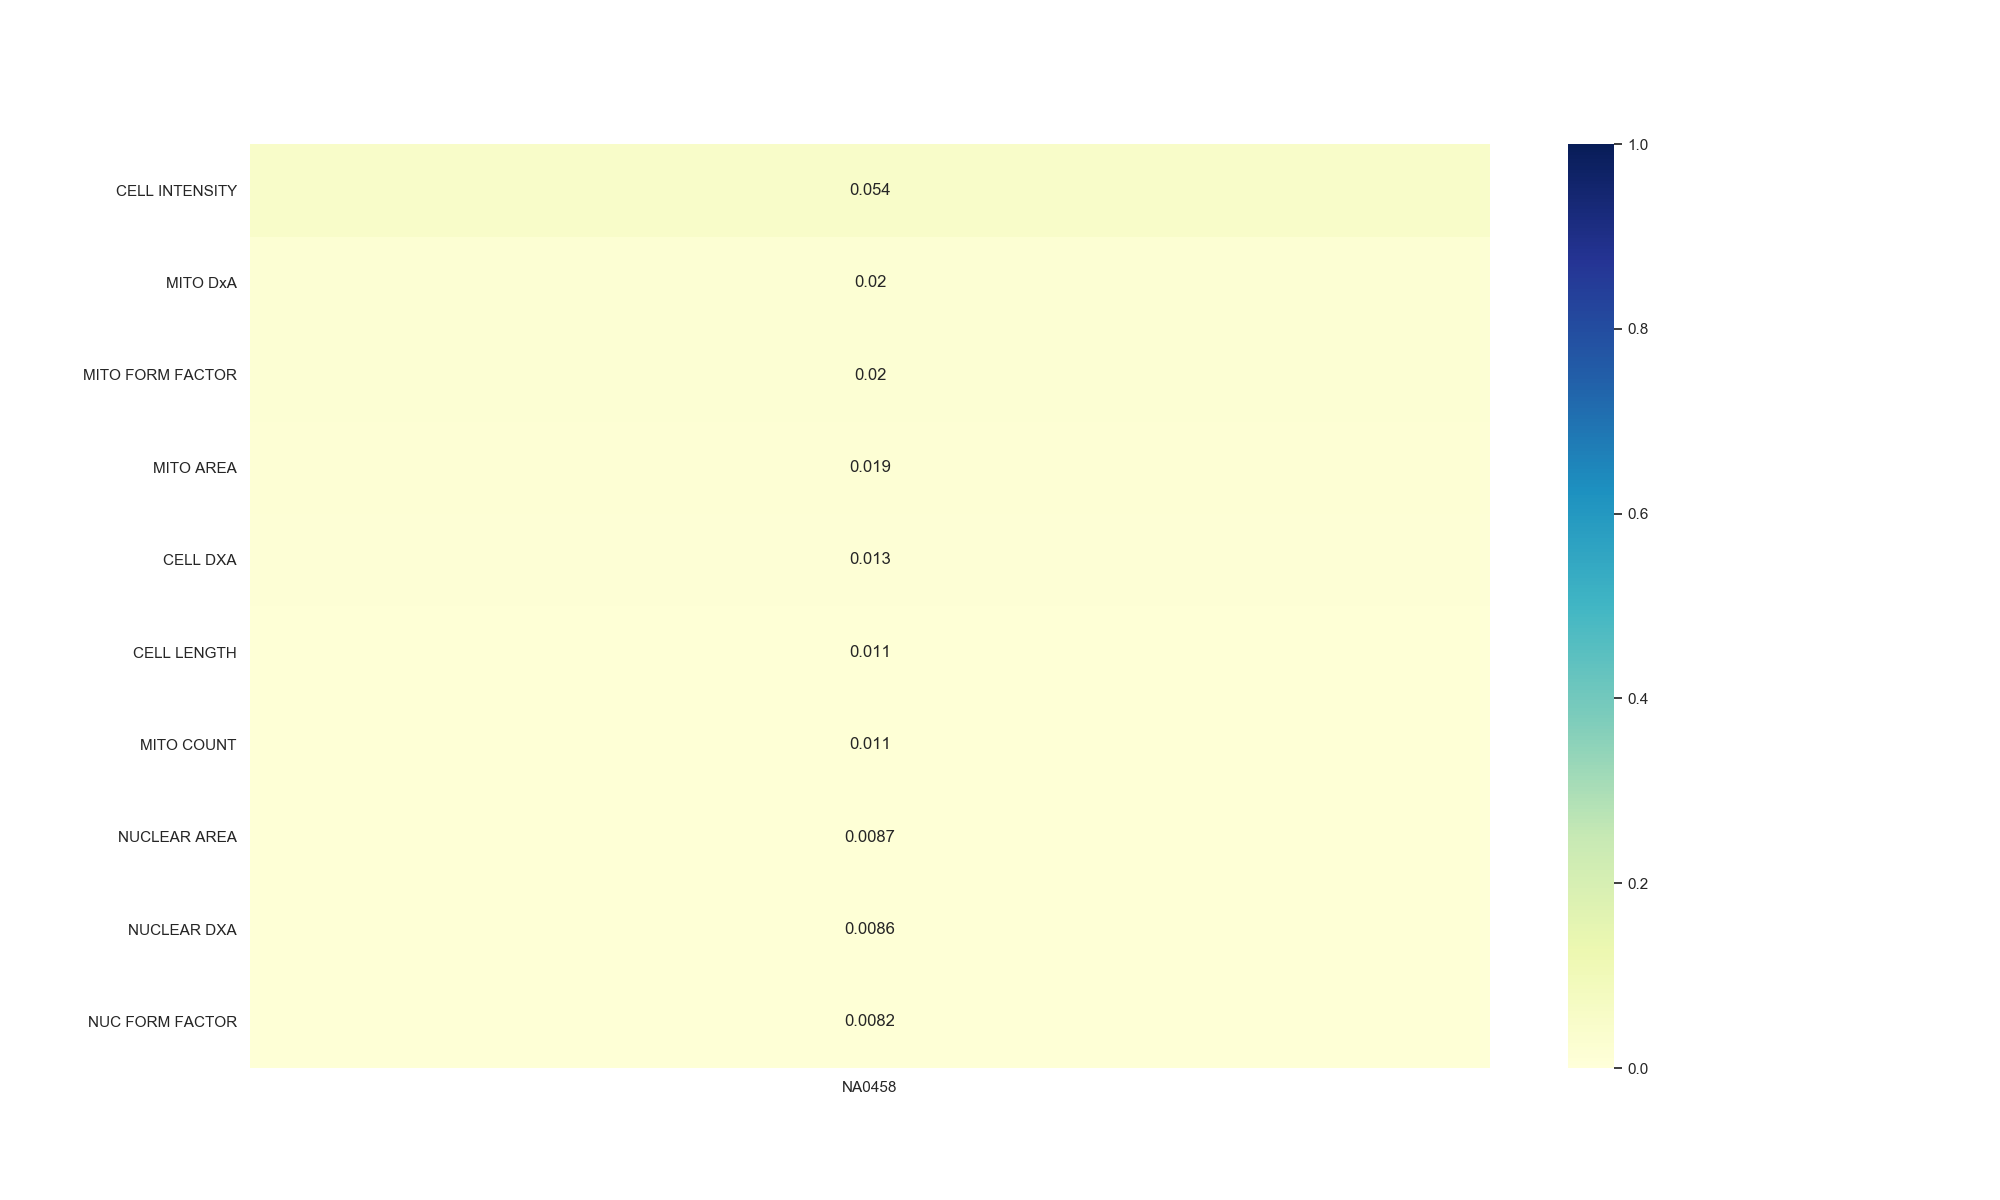 CELL INTENSITY 0.054
MITO DxA 0.02
MITO FORM FACTOR 0.02
MITO AREA 0.019
CELL DXA 0.013
CELL LENGTH 0.011
MITO COUNT 0.011
NUCLEAR AREA 0.0087
NUCLEAR DXA 0.0086
NUC FORM FACTOR 0.0082
NA0458
1.0
0.8
0.6
0.4
0.2
0.0